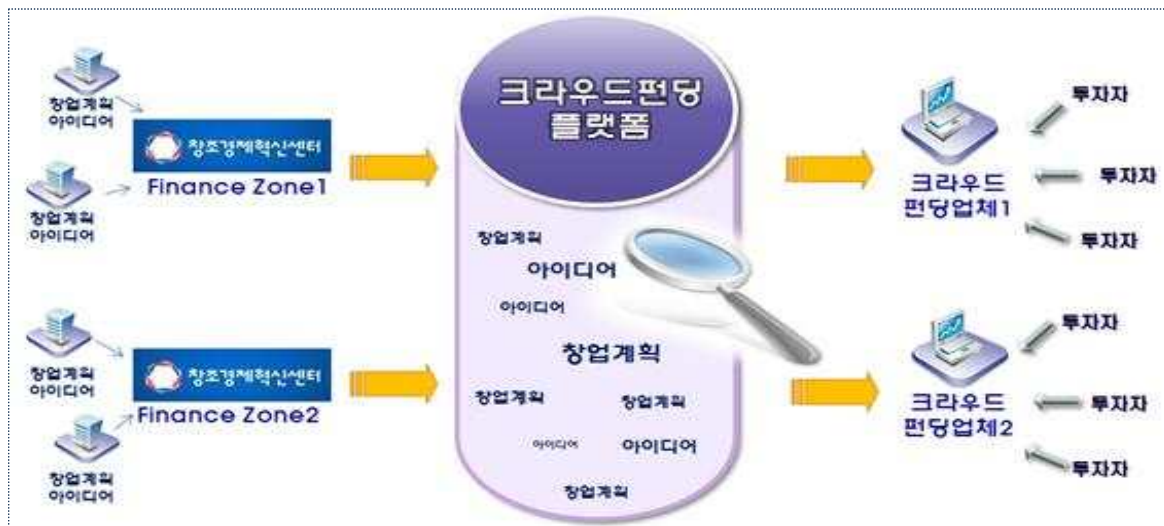 창업계획
아이디어
창조경제혁신센터
Finance Zone1
창업계획
아이디어
창업계획
아이디어
창조경제혁신센터
Finance Zone2
창업계획
아이디어
크라우드펀딩
플랫폼
창업계획
아이디어
아이디어
창업계획
창업계획
창업계획
아이디어
아이디어
창업계획
크라우드
펀딩업체1
투자자
투자자
투자자
크라우드
펀딩업체2
투자자
투자자
투자자